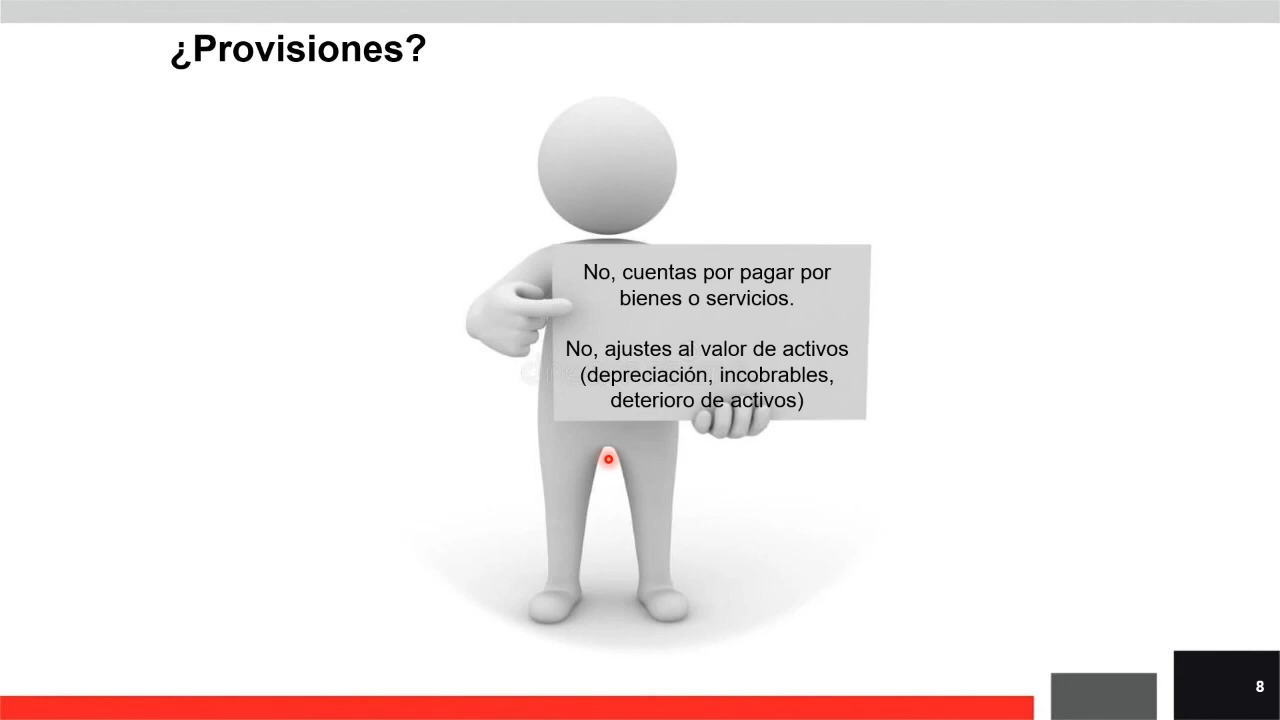 ¿Provisiones?
No, cuentas por pagar por
bienes o servicios.
No, ajustes al valor de activos
(depreciación, incobrables,
deterioro de activos)
8